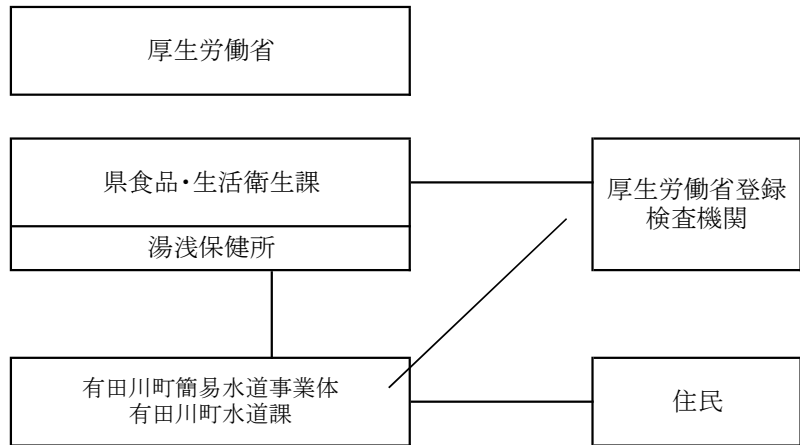 厚生労働省
県食品・生活衛生課
厚生労働省登録
検査機関
湯浅保健所
有田川町簡易水道事業体
有田川町水道課
住民